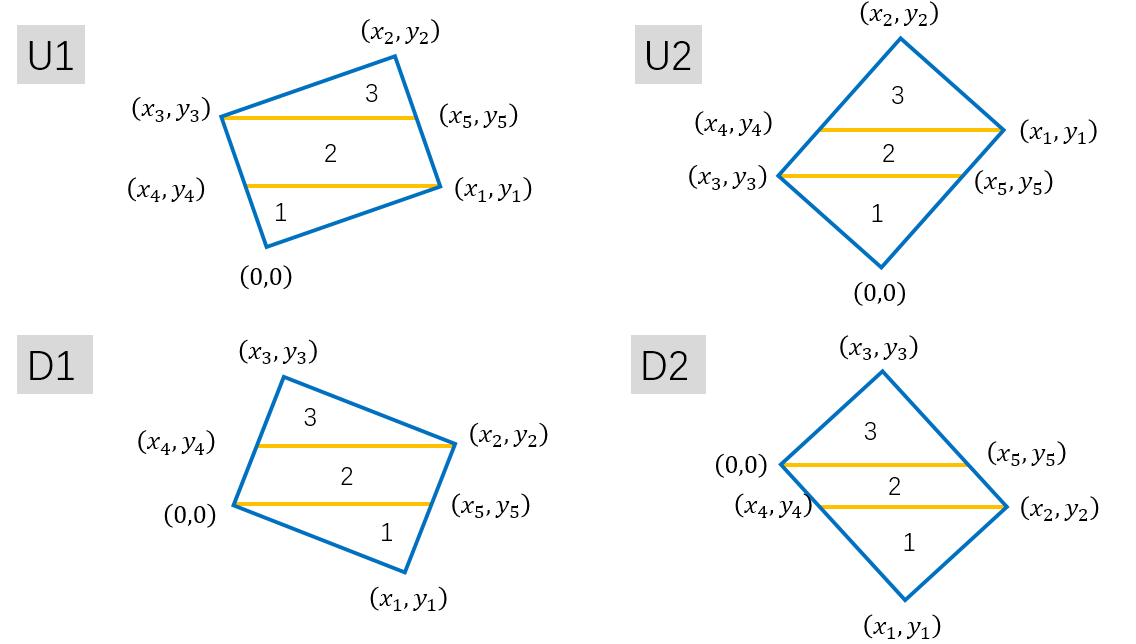 U1
(x₂, y₂)
3
(x₃, y₃)
(x₅, y₅)
2
(x₄, y₄)
(x₁, y₁)
1
(0,0)
U2
(x₂, y₂)
3
(x₄, y₄)
(x₁, y₁)
2
(x₃, y₃)
(x₅, y₅)
1
(0,0)
D1
(x₃, y₃)
3
(x₄, y₄)
(x₂, y₂)
2
(0,0)
(x₅, y₅)
1
(x₁, y₁)
D2
(x₃, y₃)
3
(0,0)
(x₅, y₅)
2
(x₄, y₄)
(x₂, y₂)
1
(x₁, y₁)